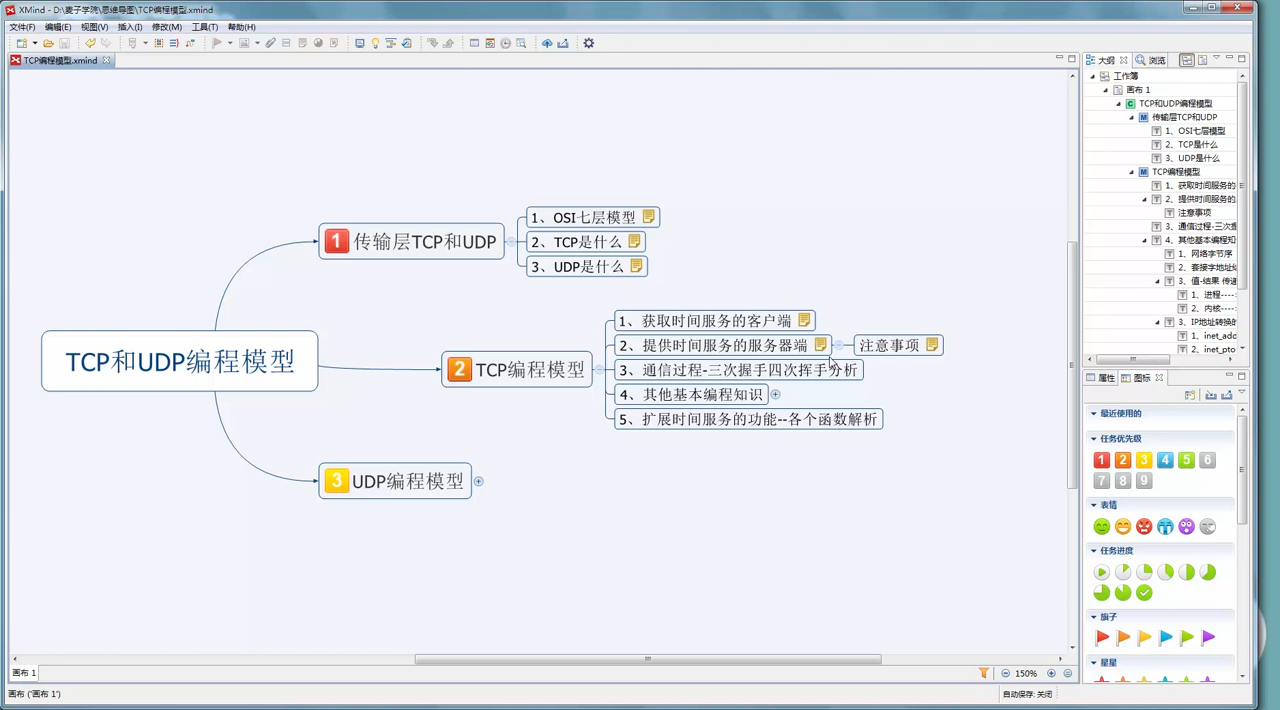 XMind - D:\麦子学院\思维导图\TCP编程模型.xmind
文件(F) 编辑(E) 视图(V) 插入(I) 修改(M) 工具(T) 帮助(H)
TCP编程模型.xmind
大纲 浏览
工作簿
画布 1
TCP和UDP编程模型
传输层TCP和UDP
1、OSI七层模型
2、TCP是什么
3、UDP是什么
TCP编程模型
1、获取时间服务的
2、提供时间服务的
注意事项
3、通信过程-三次握
4、其他基本编程知
1、网络字节序
2、套接字地址结
3、值-结果 传递
1、进程----
2、内核----
3、IP地址转换的
1、inet_add
2、inet_pto
TCP和UDP编程模型
1 传输层TCP和UDP
1、OSI七层模型
2、TCP是什么
3、UDP是什么
2 TCP编程模型
1、获取时间服务的客户端
2、提供时间服务的服务器端
注意事项
3、通信过程-三次握手四次挥手分析
4、其他基本编程知识
5、扩展时间服务的功能--各个函数解析
3 UDP编程模型
属性 图标
最近使用的
任务优先级
1 2 3 4 5 6
7 8 9
表情
任务进度
旗子
星星
画布 1
150%
画布 ('画布 1')
自动保存: 关闭